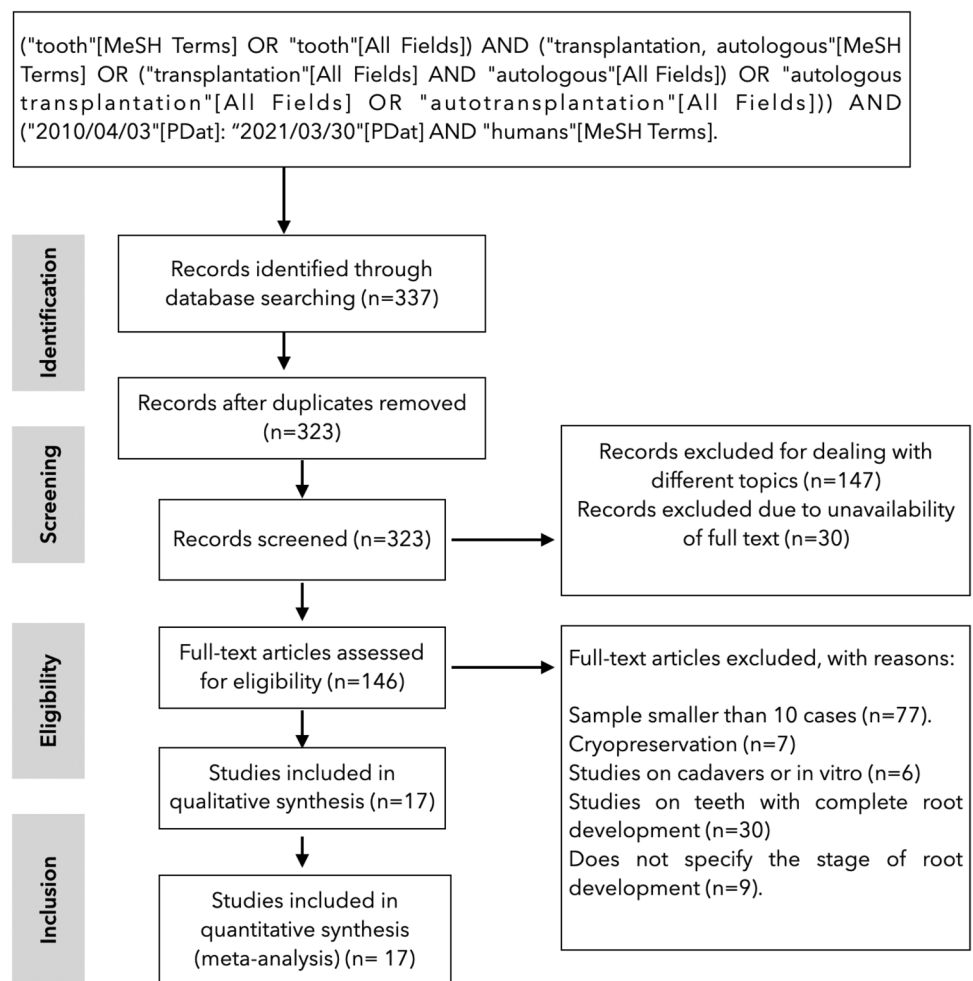 ("tooth"[MeSH Terms] OR "tooth"[All Fields]) AND ("transplantation, autologous"[MeSH
Terms] OR ("transplantation"[All Fields] AND "autologous"[All Fields]) OR "autologous
transplantation"[All Fields] OR "autotransplantation"[All Fields])) AND
("2010/04/03"[PDat]: “2021/03/30"[PDat] AND "humans"[MeSH Terms].
Identification
Records identified through
database searching (n=337)
Records after duplicates removed
(n=323)
Screening
Records screened (n=323)
Records excluded for dealing with
different topics (n=147)
Records excluded due to unavailability
of full text (n=30)
Eligibility
Full-text articles assessed
for eligibility (n=146)
Full-text articles excluded, with reasons:
Sample smaller than 10 cases (n=77).
Cryopreservation (n=7)
Studies on cadavers or in vitro (n=6)
Studies on teeth with complete root
development (n=30)
Does not specify the stage of root
development (n=9).
Studies included in
qualitative synthesis (n=17)
Inclusion
Studies included in
quantitative synthesis
(meta-analysis) (n= 17)